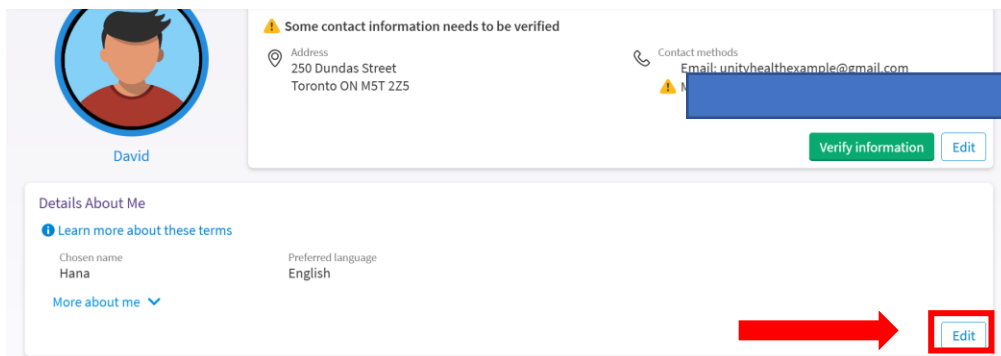 Some contact information needs to be verified
Address
250 Dundas Street
Toronto ON M5T 2Z5
Contact methods
Email: unityhealthexample@gmail.com
David
Verify information
Edit
Details About Me
Learn more about these terms
Chosen name
Hana
Preferred language
English
More about me
Edit